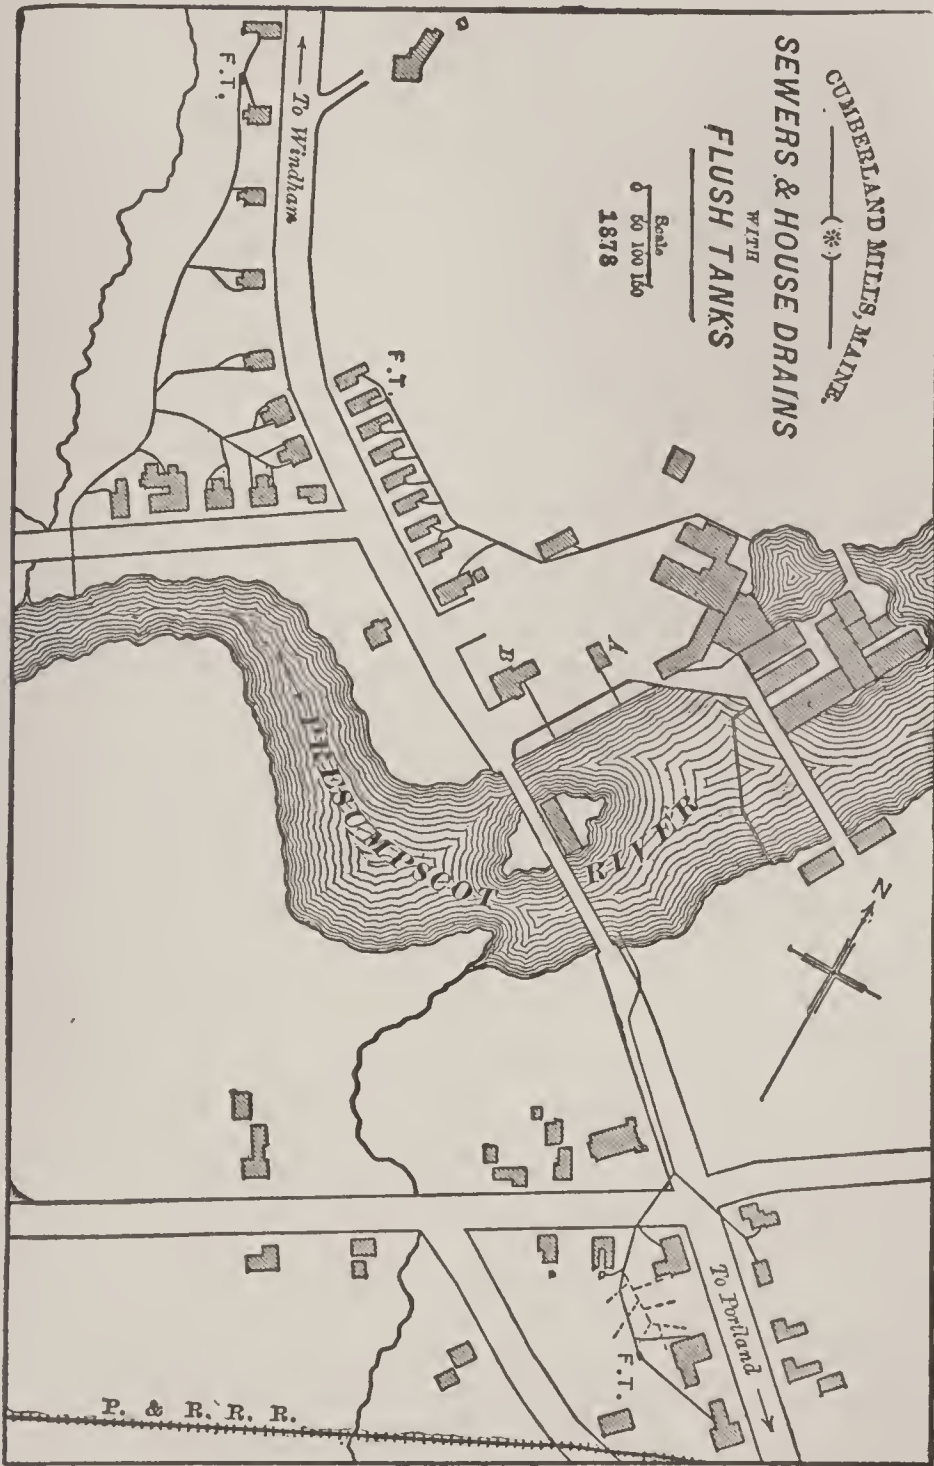 CUMBERLAND MILLS, MAINE.
SEWERS & HOUSE DRAINS
WITH
FLUSH TANKS
Scale
0 50 100 150
1878
F.T.
← To Windham
F.T.
A
B
PRESUMPSCOT
RIVER
N
To Portland →
F.T.
P. & R. R. R.